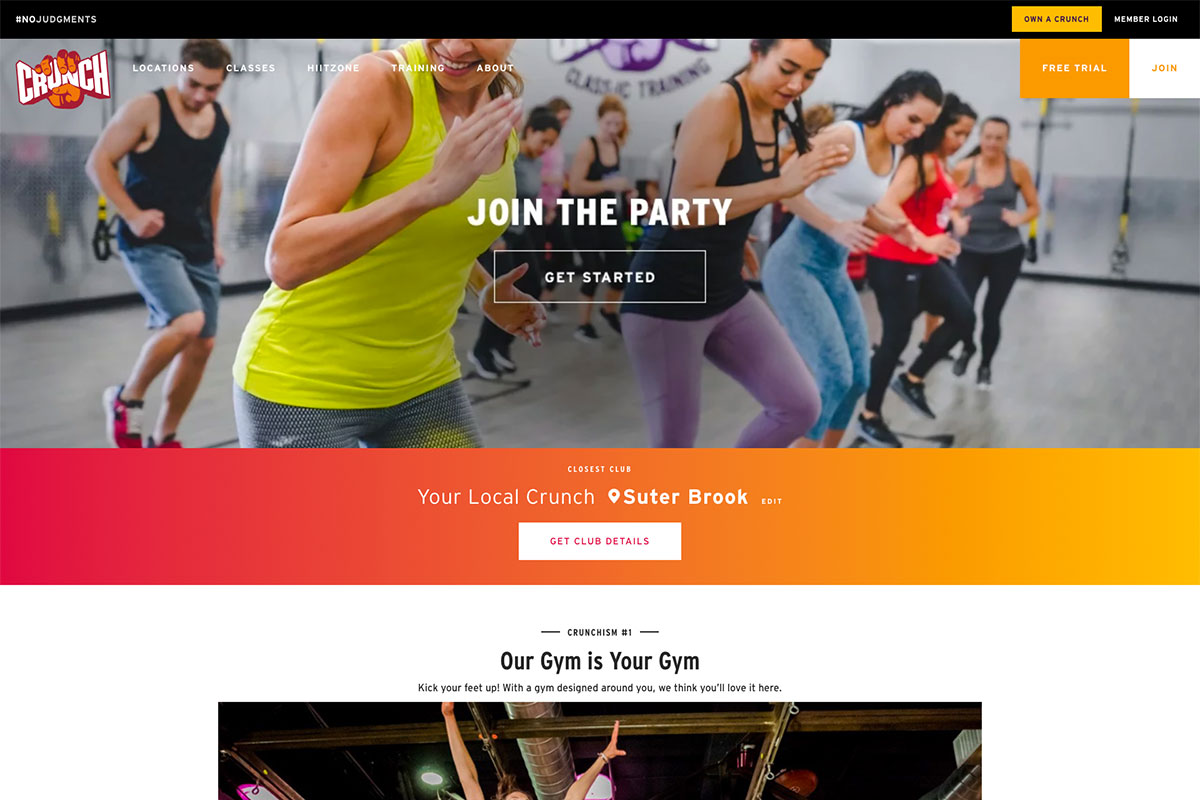 #NOJUDGMENTS
OWN A CRUNCH
MEMBER LOGIN
CRUNCH
LOCATIONS
CLASSES
HIITZONE
TRAINING
ABOUT
FREE TRIAL
JOIN
CLASSIC TRAINING
JOIN THE PARTY
GET STARTED
CLOSEST CLUB
Your Local Crunch Suter Brook EDIT
GET CLUB DETAILS
CRUNCHISM #1
Our Gym is Your Gym
Kick your feet up! With a gym designed around you, we think you'll love it here.